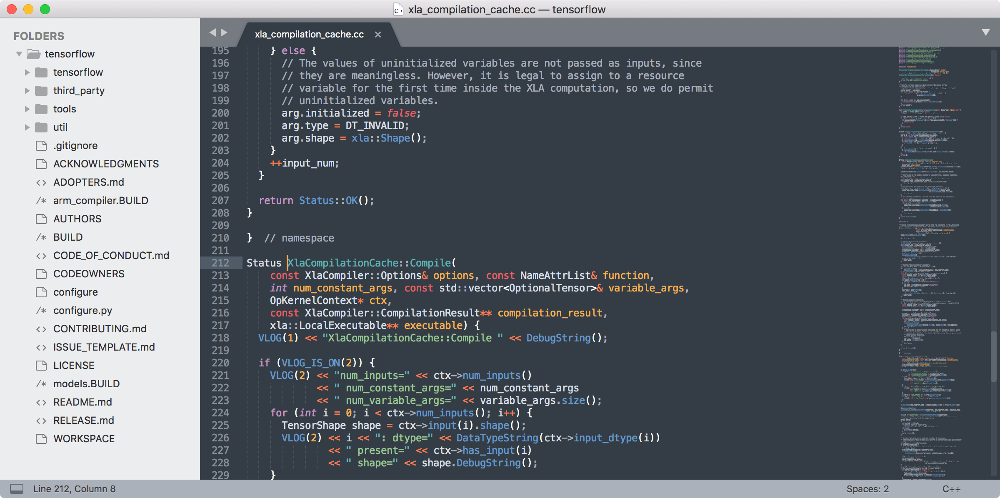 xla_compilation_cache.cc — tensorflow
FOLDERS
tensorflow
tensorflow
third_party
tools
util
.gitignore
ACKNOWLEDGMENTS
<> ADOPTERS.md
/* arm_compiler.BUILD
AUTHORS
/* BUILD
<> CODE_OF_CONDUCT.md
CODEOWNERS
configure
/* configure.py
<> CONTRIBUTING.md
<> ISSUE_TEMPLATE.md
LICENSE
/* models.BUILD
<> README.md
<> RELEASE.md
WORKSPACE
xla_compilation_cache.cc ×
195     } else {
196       // The values of uninitialized variables are not passed as inputs, since
197       // they are meaningless. However, it is legal to assign to a resource
198       // variable for the first time inside the XLA computation, so we do permit
199       // uninitialized variables.
200       arg.initialized = false;
201       arg.type = DT_INVALID;
202       arg.shape = xla::Shape();
203     }
204     ++input_num;
205   }
206
207   return Status::OK();
208 }
209
210 }  // namespace
211
212 Status XlaCompilationCache::Compile(
213     const XlaCompiler::Options& options, const NameAttrList& function,
214     int num_constant_args, const std::vector<OptionalTensor>& variable_args,
215     OpKernelContext* ctx,
216     const XlaCompiler::CompilationResult** compilation_result,
217     xla::LocalExecutable** executable) {
218   VLOG(1) << "XlaCompilationCache::Compile " << DebugString();
219
220   if (VLOG_IS_ON(2)) {
221     VLOG(2) << "num_inputs=" << ctx->num_inputs()
222             << " num_constant_args=" << num_constant_args
223             << " num_variable_args=" << variable_args.size();
224     for (int i = 0; i < ctx->num_inputs(); i++) {
225       TensorShape shape = ctx->input(i).shape();
226       VLOG(2) << i << ": dtype=" << DataTypeString(ctx->input_dtype(i))
227               << " present=" << ctx->has_input(i)
228               << " shape=" << shape.DebugString();
229     }
Line 212, Column 8
Spaces: 2
C++